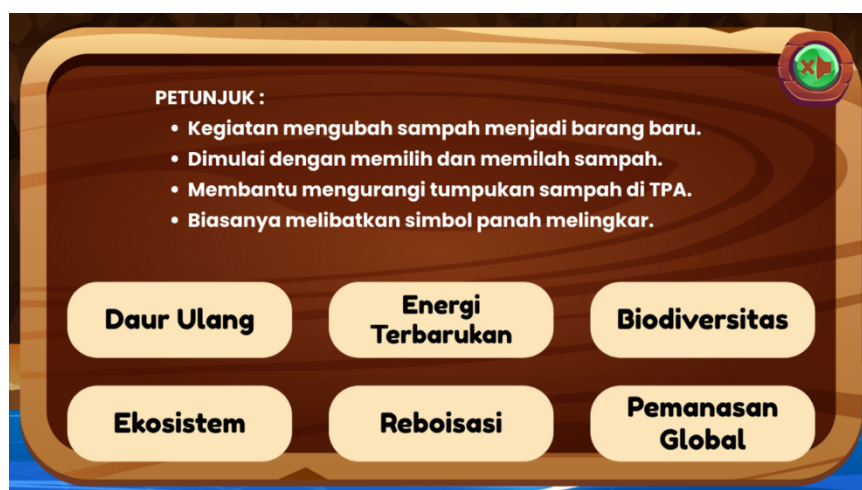 PETUNJUK :
• Kegiatan mengubah sampah menjadi barang baru.
• Dimulai dengan memilih dan memilah sampah.
• Membantu mengurangi tumpukan sampah di TPA.
• Biasanya melibatkan simbol panah melingkar.
Daur Ulang
Energi
Terbarukan
Biodiversitas
Ekosistem
Reboisasi
Pemanasan
Global